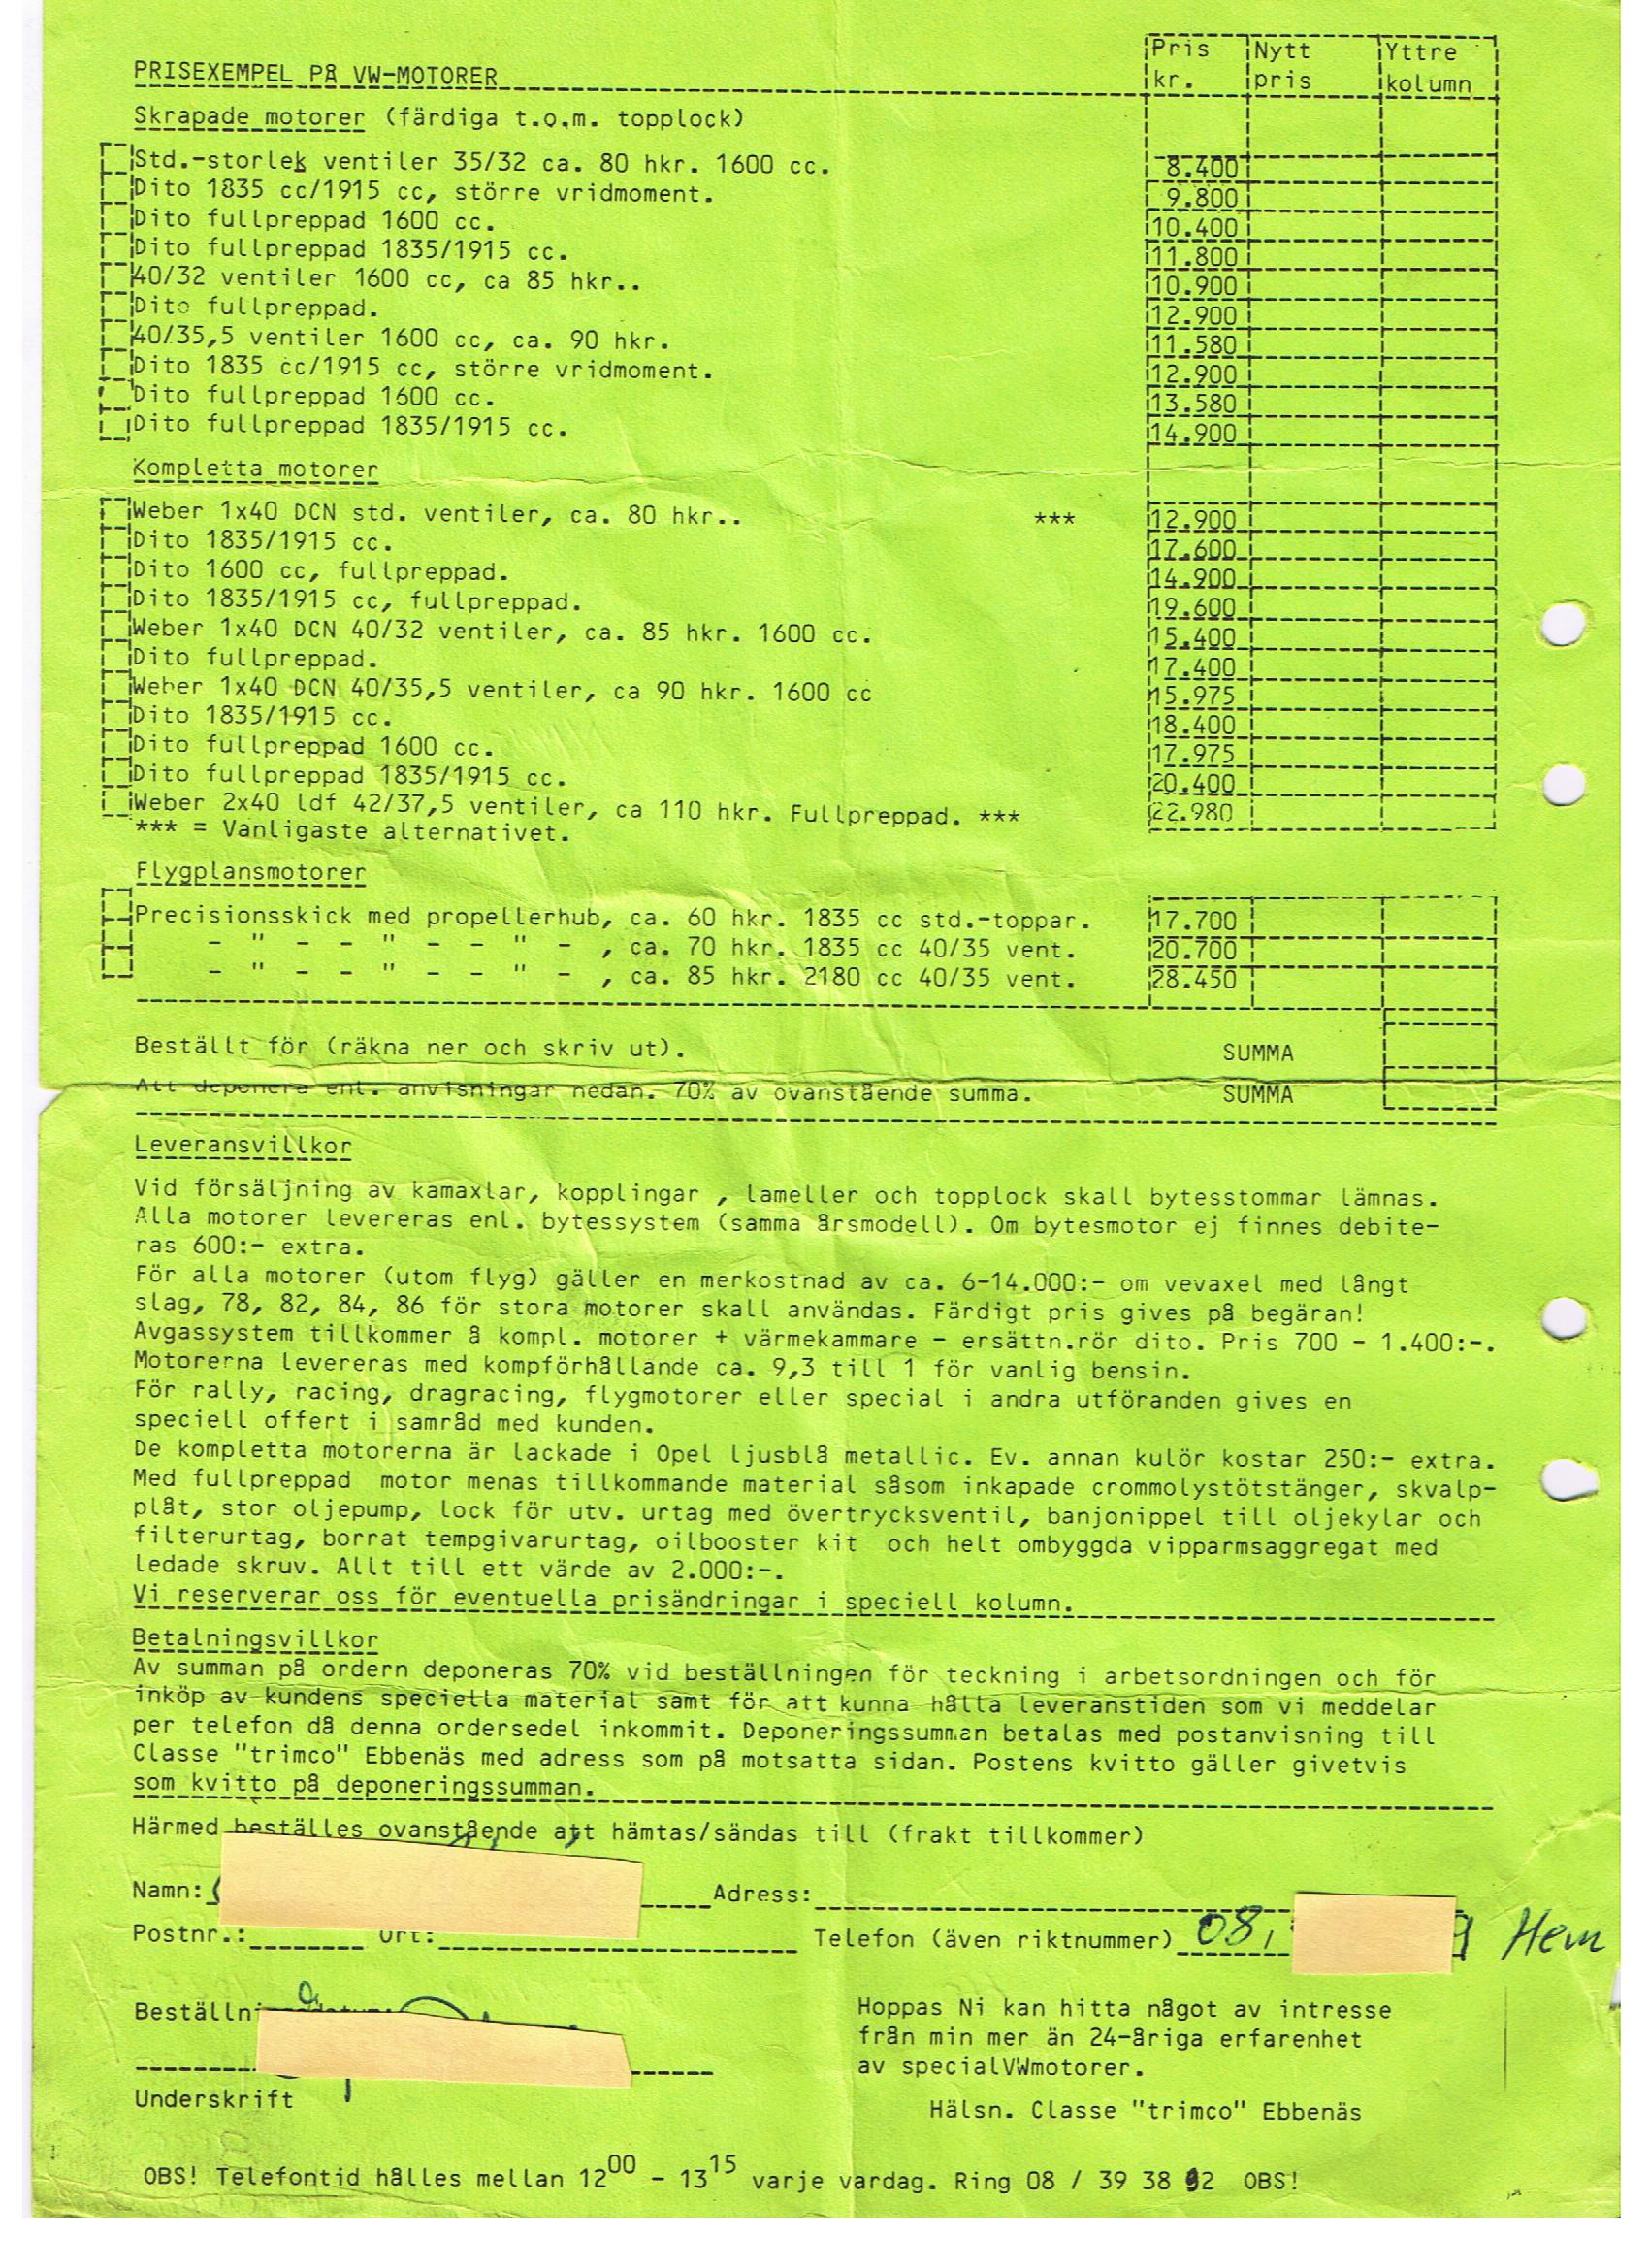 Pris Nytt Yttre
PRISEXEMPEL PÅ VW-MOTORER kr. pris kolumn
Skrapade motorer (färdiga t.o.m. topplock)
Std.-storlek ventiler 35/32 ca. 80 hkr. 1600 cc. 8.400
Dito 1835 cc/1915 cc, större vridmoment. 9.800
Dito fullpreppad 1600 cc. 10.400
Dito fullpreppad 1835/1915 cc. 11.800
40/32 ventiler 1600 cc, ca 85 hkr.. 10.900
Dito fullpreppad. 12.900
40/35,5 ventiler 1600 cc, ca. 90 hkr. 11.580
Dito 1835 cc/1915 cc, större vridmoment. 12.900
Dito fullpreppad 1600 cc. 13.580
Dito fullpreppad 1835/1915 cc. 14.900
Kompletta motorer
Weber 1x40 DCN std. ventiler, ca. 80 hkr.. *** 12.900
Dito 1835/1915 cc. 17.600
Dito 1600 cc, fullpreppad. 14.900
Dito 1835/1915 cc, fullpreppad. 19.600
Weber 1x40 DCN 40/32 ventiler, ca. 85 hkr. 1600 cc. 15.400
Dito fullpreppad. 17.400
Weber 1x40 DCN 40/35,5 ventiler, ca 90 hkr. 1600 cc 15.975
Dito 1835/1915 cc. 18.400
Dito fullpreppad 1600 cc. 17.975
Dito fullpreppad 1835/1915 cc. 20.400
Weber 2x40 ldf 42/37,5 ventiler, ca 110 hkr. Fullpreppad. *** 22.980
*** = Vanligaste alternativet.
Flygplansmotorer
Precisionsskick med propellerhub, ca. 60 hkr. 1835 cc std.-toppar. 17.700
- " - - " - - " - , ca. 70 hkr. 1835 cc 40/35 vent. 20.700
- " - - " - - " - , ca. 85 hkr. 2180 cc 40/35 vent. 28.450
Beställt för (räkna ner och skriv ut). SUMMA
Att deponera enl. anvisningar nedan. 70% av ovanstående summa. SUMMA
Leveransvillkor
Vid försäljning av kamaxlar, kopplingar , lameller och topplock skall bytesstommar lämnas.
Alla motorer levereras enl. bytessystem (samma årsmodell). Om bytesmotor ej finnes debite-
ras 600:- extra.
För alla motorer (utom flyg) gäller en merkostnad av ca. 6-14.000:- om vevaxel med långt
slag, 78, 82, 84, 86 för stora motorer skall användas. Färdigt pris gives på begäran!
Avgassystem tillkommer å kompl. motorer + värmekammare - ersättn.rör dito. Pris 700 - 1.400:-.
Motorerna levereras med kompförhållande ca. 9,3 till 1 för vanlig bensin.
För rally, racing, dragracing, flygmotorer eller special i andra utföranden gives en
speciell offert i samråd med kunden.
De kompletta motorerna är lackade i Opel ljusblå metallic. Ev. annan kulör kostar 250:- extra.
Med fullpreppad motor menas tillkommande material såsom inkapade crommolystötstänger, skvalp-
plåt, stor oljepump, lock för utv. urtag med övertrycksventil, banjonippel till oljekylar och
filterurtag, borrat tempgivarurtag, oilbooster kit och helt ombyggda vipparmsaggregat med
ledade skruv. Allt till ett värde av 2.000:-.
Vi reserverar oss för eventuella prisändringar i speciell kolumn.
Betalningsvillkor
Av summan på ordern deponeras 70% vid beställningen för teckning i arbetsordningen och för
inköp av kundens speciella material samt för att kunna hålla leveranstiden som vi meddelar
per telefon då denna ordersedel inkommit. Deponeringssumman betalas med postanvisning till
Classe "trimco" Ebbenäs med adress som på motsatta sidan. Postens kvitto gäller givetvis
som kvitto på deponeringssumman.
Härmed beställes ovanstående att hämtas/sändas till (frakt tillkommer)
Namn: Adress:
Postnr.: Ort: Telefon (även riktnummer) 08, Hem
Beställningsdatum: Hoppas Ni kan hitta något av intresse
från min mer än 24-åriga erfarenhet
av specialVWmotorer.
Underskrift
Hälsn. Classe "trimco" Ebbenäs
OBS! Telefontid hålles mellan 12⁰⁰ - 13¹⁵ varje vardag. Ring 08 / 39 38 92 OBS!